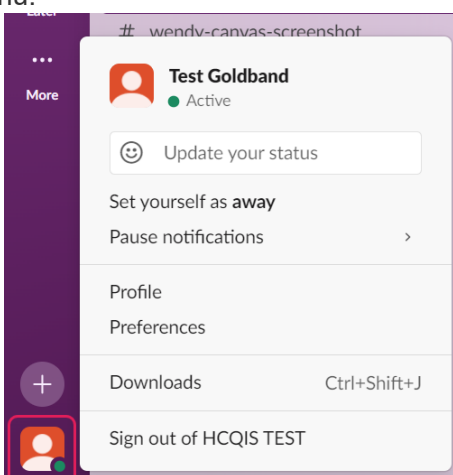 Later
# wendy-canvas-screenshot
More
Test Goldband
Active
Update your status
Set yourself as away
Pause notifications
Profile
Preferences
Downloads Ctrl+Shift+J
Sign out of HCQIS TEST